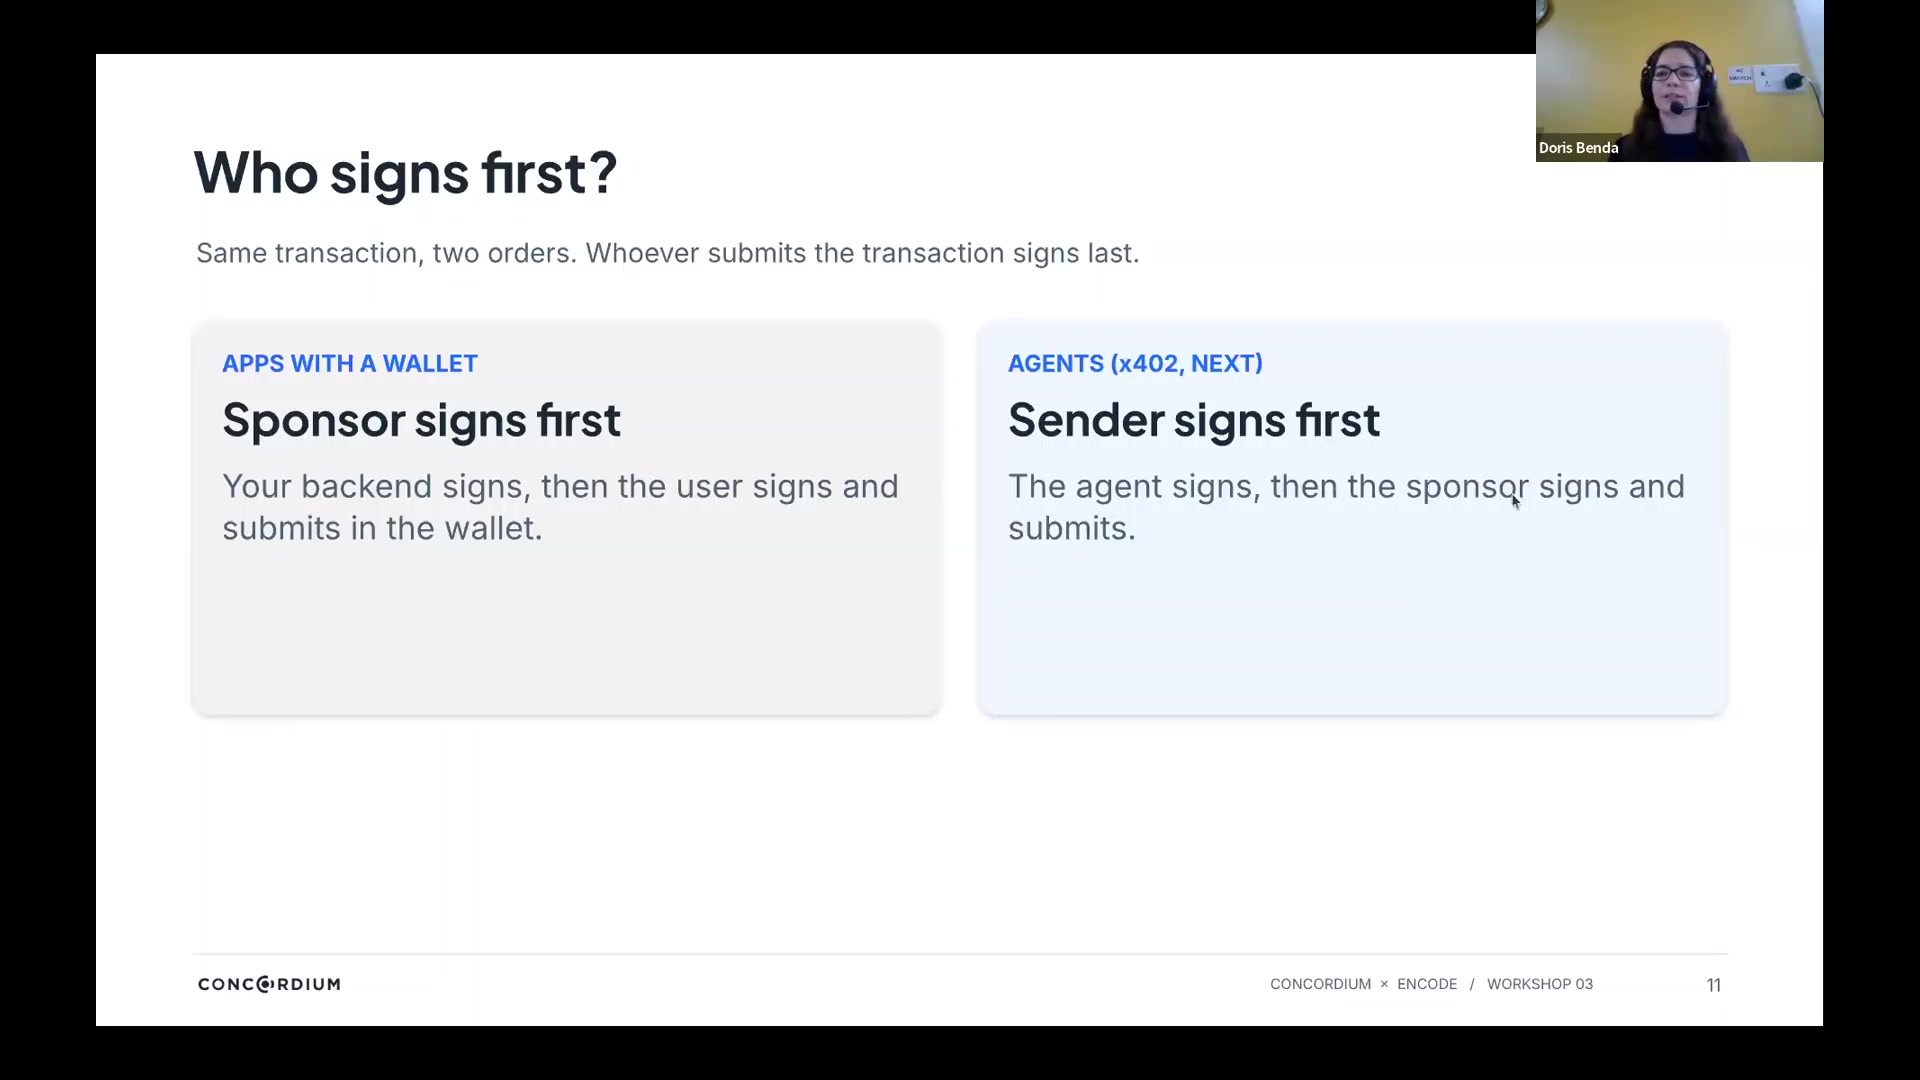 AC
SWITCH
Doris Benda
Who signs first?
Same transaction, two orders. Whoever submits the transaction signs last.
APPS WITH A WALLET
Sponsor signs first
Your backend signs, then the user signs and
submits in the wallet.
AGENTS (x402, NEXT)
Sender signs first
The agent signs, then the sponsor signs and
submits.
CONCORDIUM
CONCORDIUM × ENCODE / WORKSHOP 03
11